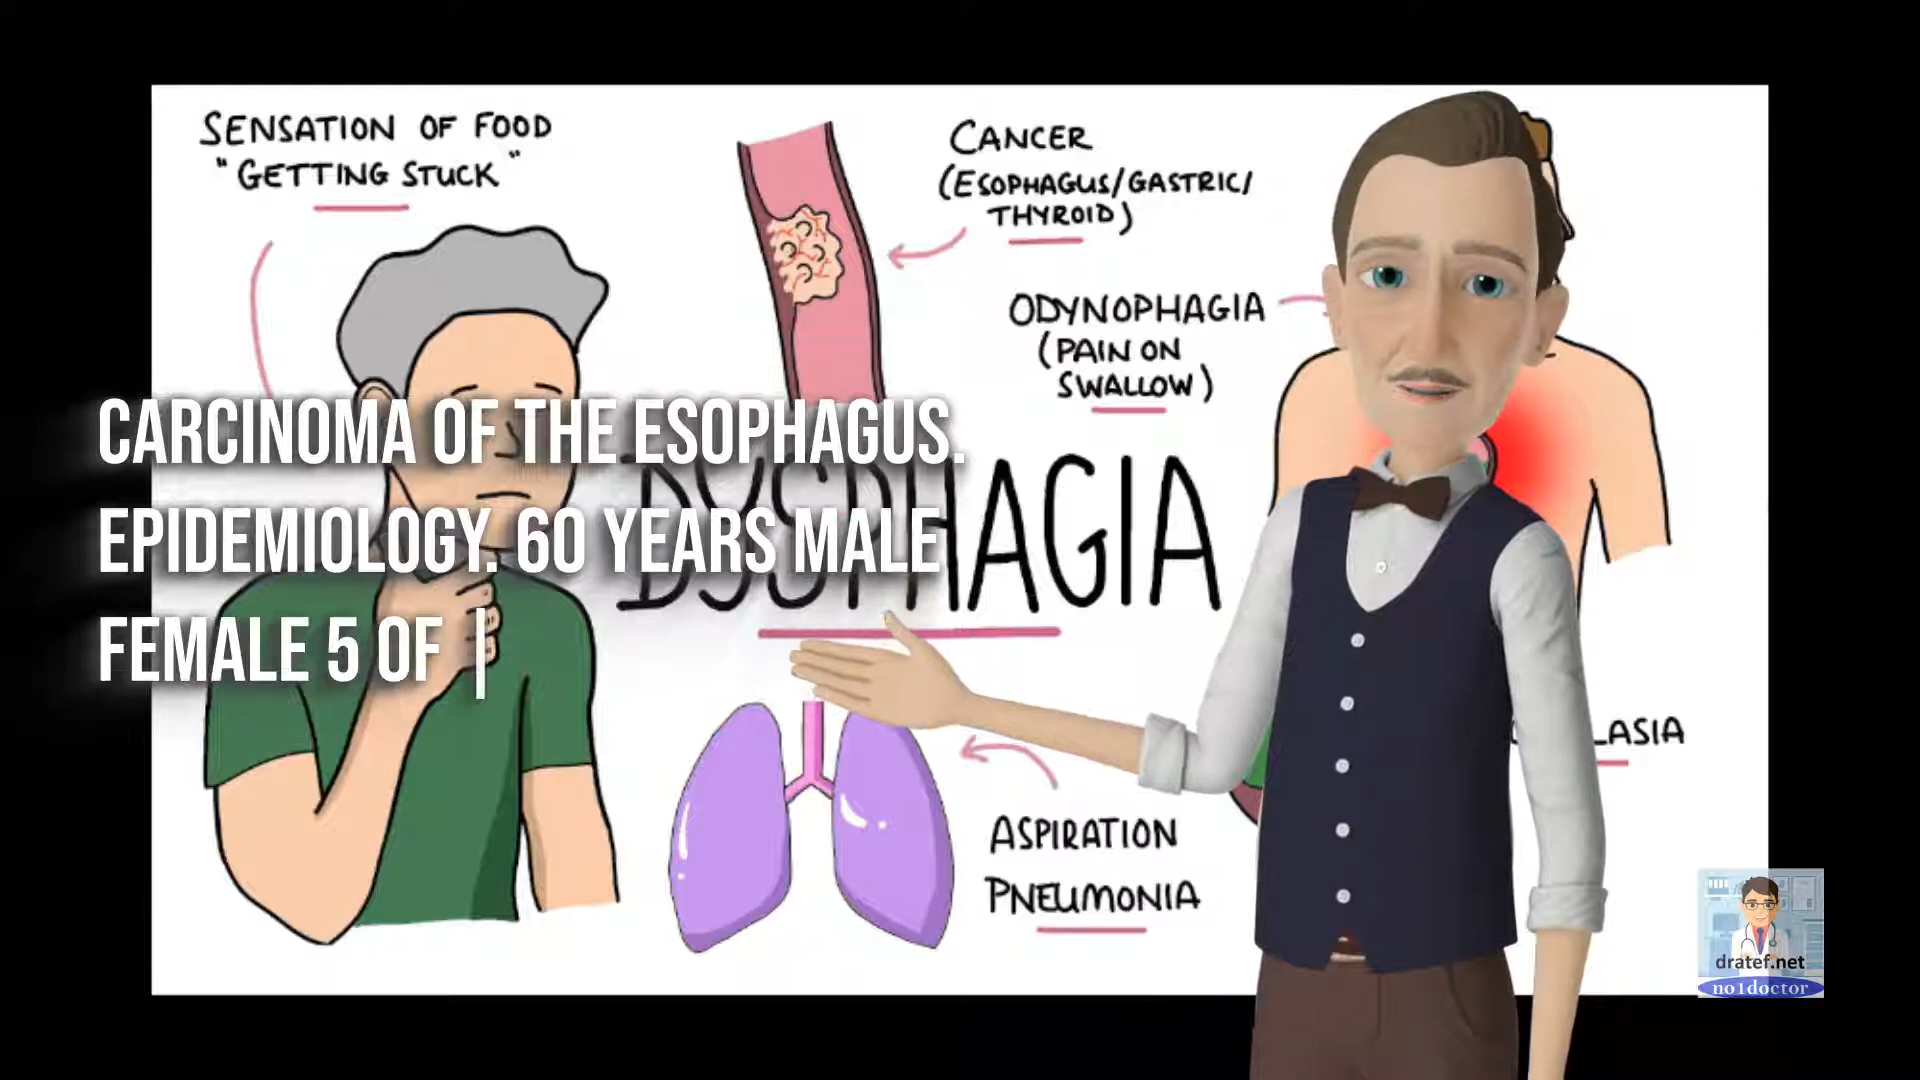 SENSATION OF FOOD
"GETTING STUCK"
CANCER
(ESOPHAGUS/GASTRIC/
THYROID)
ODYNOPHAGIA
(PAIN ON
SWALLOW)
CARCINOMA OF THE ESOPHAGUS.
EPIDEMIOLOGY. 60 YEARS MALE
FEMALE 5 OF
DYSPHAGIA
ASPIRATION
PNEUMONIA
LASIA
dratef.net
no1doctor